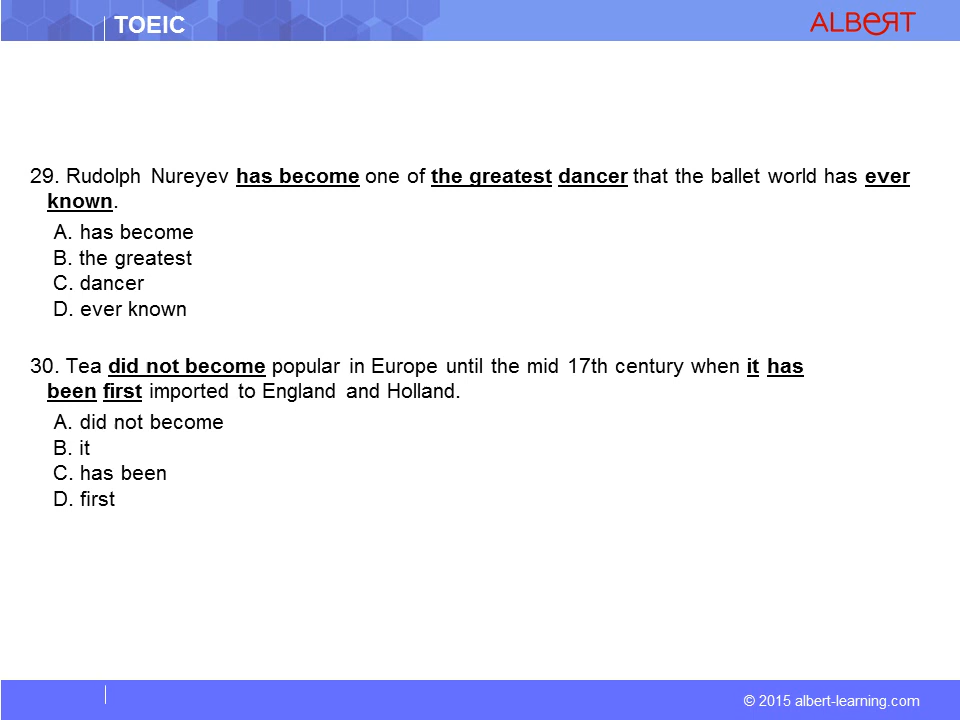 TOEIC
ALBERT
29. Rudolph Nureyev has become one of the greatest dancer that the ballet world has ever
known.
A. has become
B. the greatest
C. dancer
D. ever known
30. Tea did not become popular in Europe until the mid 17th century when it has
been first imported to England and Holland.
A. did not become
B. it
C. has been
D. first
© 2015 albert-learning.com